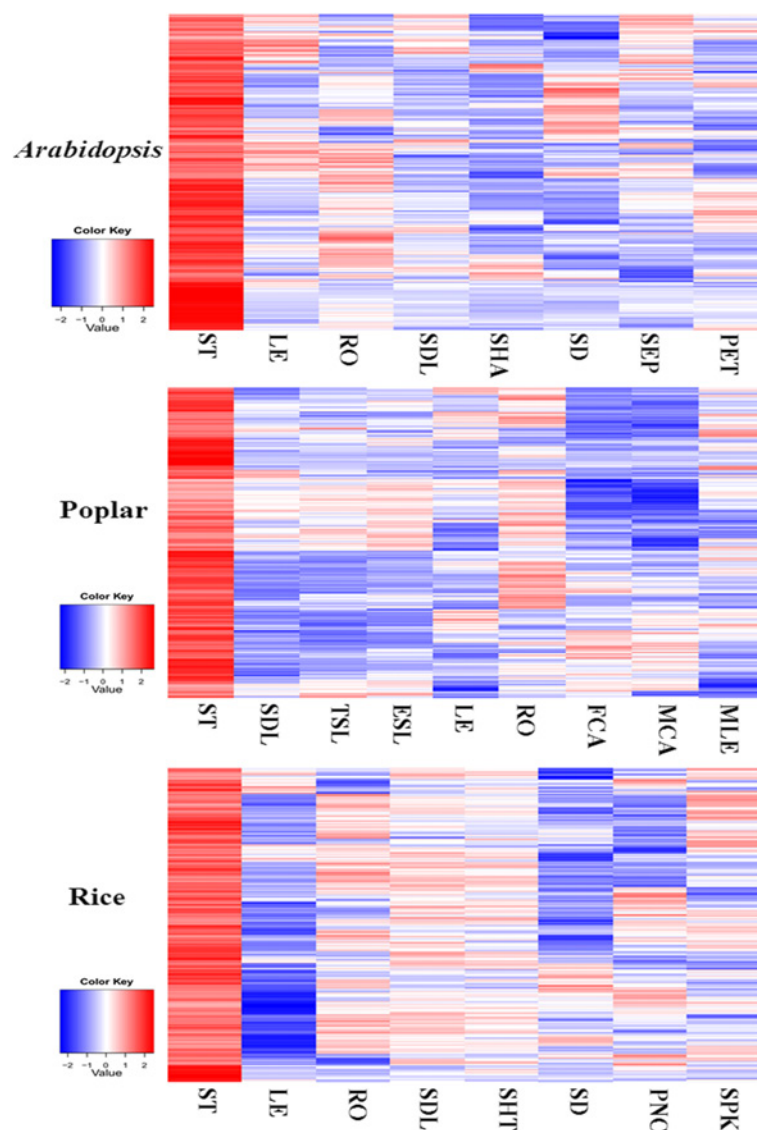 Arabidopsis
Color Key
−2 −1 0 1 2
Value
ST LE RO SDL SHA SD SEP PET
Poplar
Color Key
−2 −1 0 1 2
Value
ST SDL TSL ESL LE RO FCA MCA MLE
Rice
Color Key
−2 −1 0 1 2
Value
ST LE RO SDL SHT SD PNC SPK